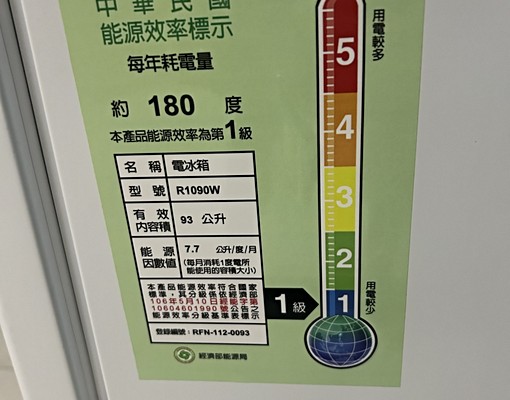 中華民國
能源效率標示
每年耗電量
約 180 度
本產品能源效率為第1級
名稱 電冰箱
型號 R1090W
有效
內容積 93 公升
能源
因數值 7.7 公升/度/月
(每月消耗1度電所
能使用的容積大小)
本產品能源效率符合國家
標準,其分級係依經濟部
106年5月10日經能字第
10604601990號公告之示
能源效率分級基準表標示
登錄編號:RFN-112-0093
經濟部能源局
用電較多
5
4
3
2
用電較少
1級
1